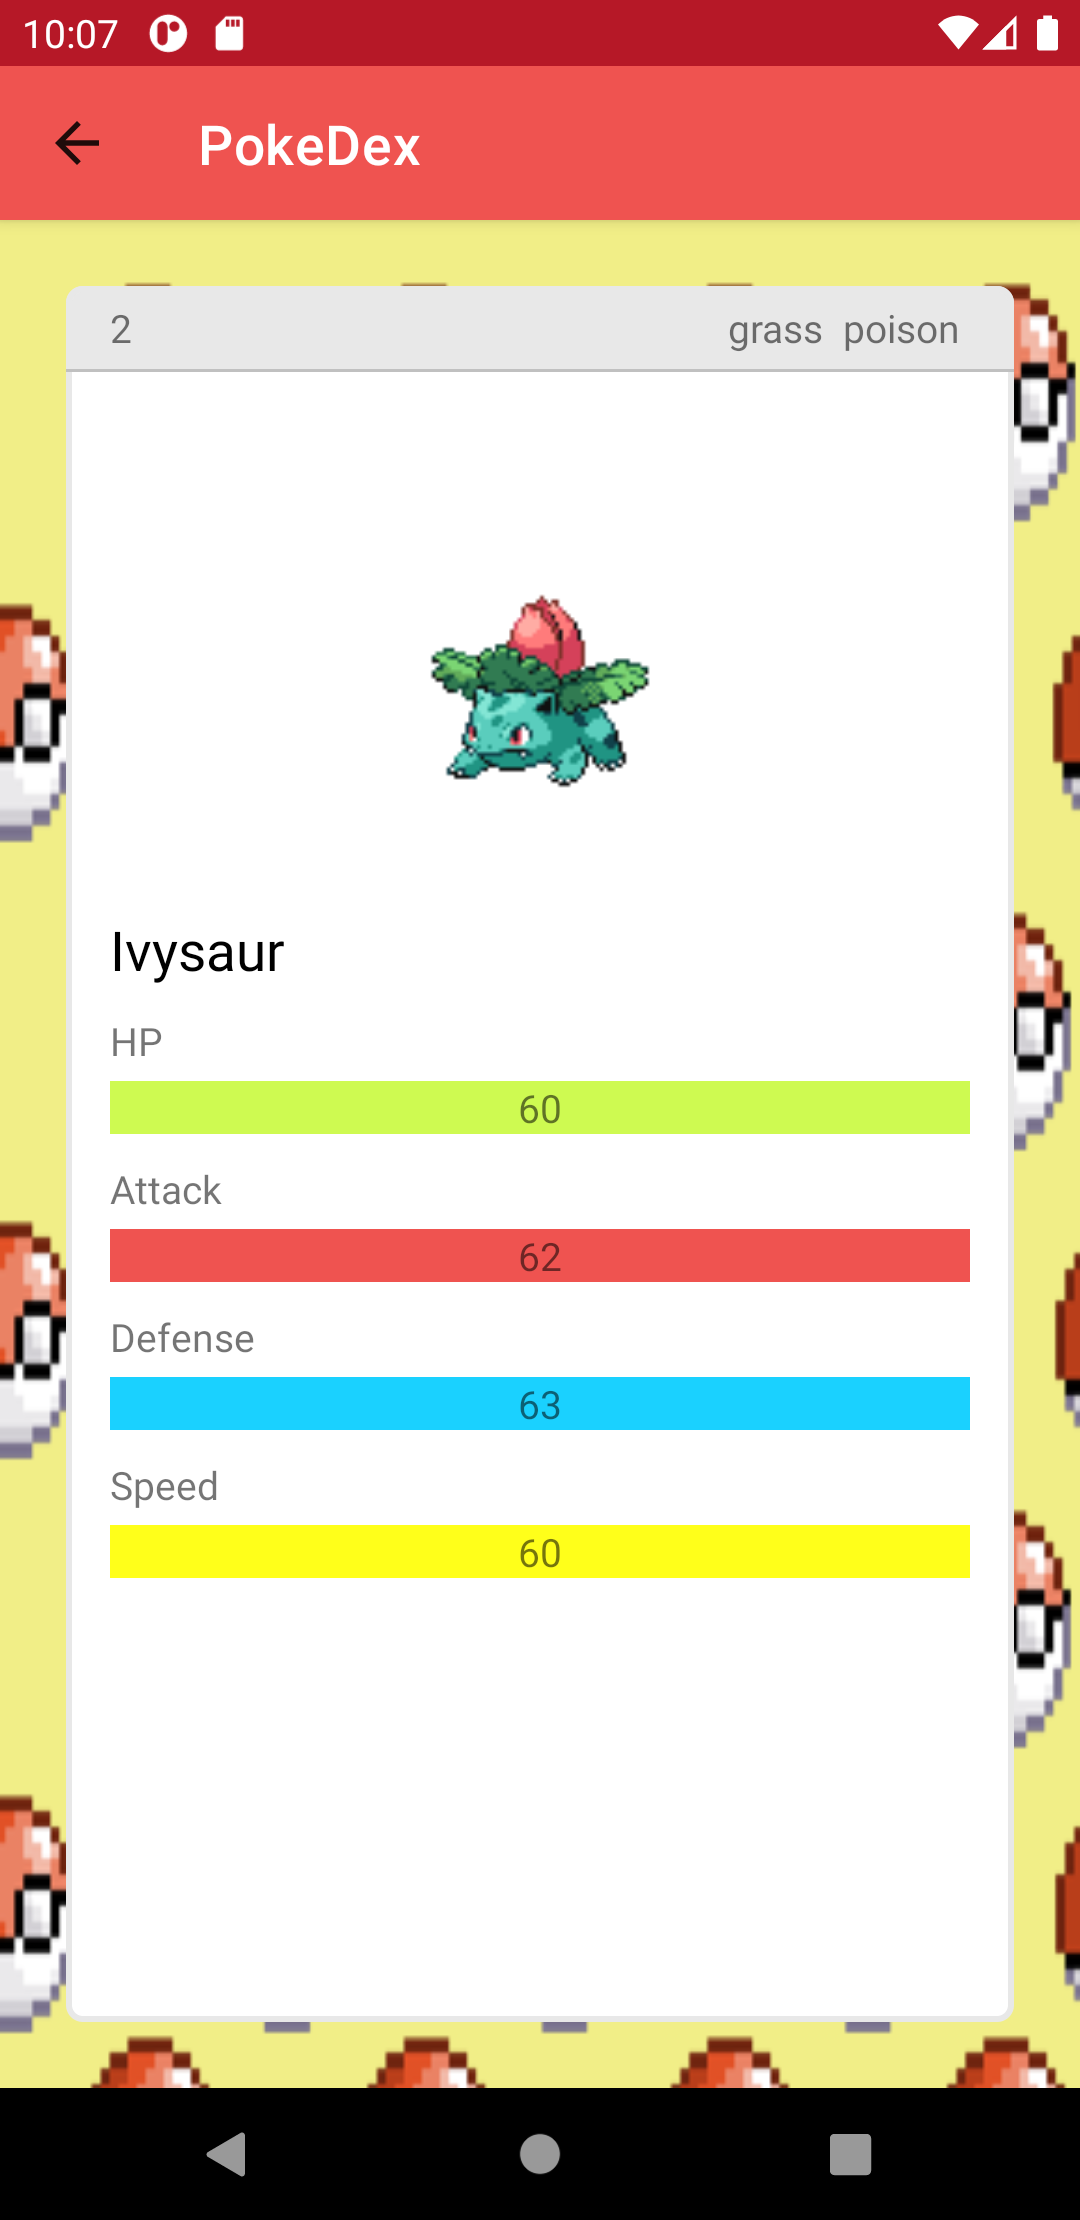 10:07
PokeDex
2 grass poison
Ivysaur
HP
60
Attack
62
Defense
63
Speed
60